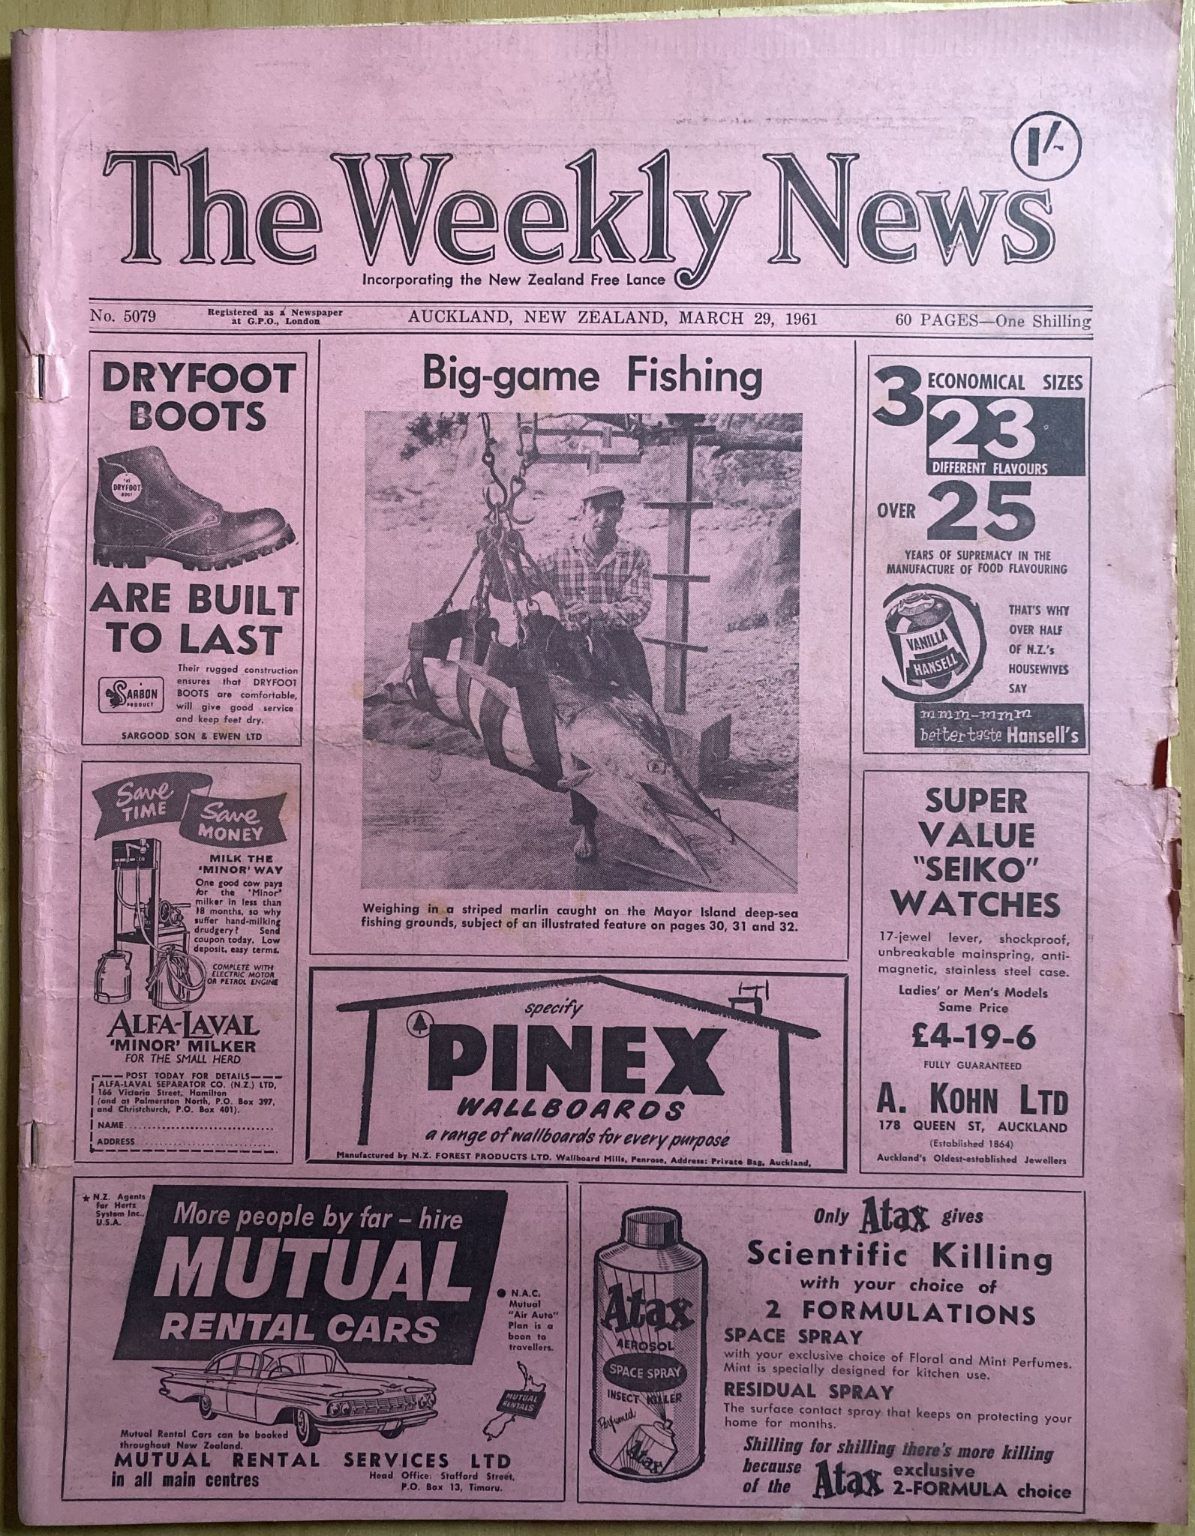 1/-
The Weekly News
Incorporating the New Zealand Free Lance
No. 5079
Registered as a Newspaper
at G.P.O., London
AUCKLAND, NEW ZEALAND, MARCH 29, 1961
60 PAGES—One Shilling
DRYFOOT
BOOTS
DRYFOOT
ARE BUILT
TO LAST
Their rugged construction
ensures that DRYFOOT
BOOTS are comfortable,
will give good service
and keep feet dry.
SARBON
PRODUCT
SARGOOD SON & EWEN LTD
Save
TIME
Save
MONEY
MILK THE
'MINOR' WAY
One good cow pays
for the 'Minor'
milker in less than
18 months, so why
suffer hand-milking
drudgery? Send
coupon today. Low
deposit, easy terms.
COMPLETE WITH
ELECTRIC MOTOR
OR PETROL ENGINE
ALFA-LAVAL
'MINOR' MILKER
FOR THE SMALL HERD
POST TODAY FOR DETAILS
ALFA-LAVAL SEPARATOR CO. (N.Z.) LTD,
166 Victoria Street, Hamilton
(and at Palmerston North, P.O. Box 397,
and Christchurch, P.O. Box 401).
NAME
ADDRESS
Big-game Fishing
Weighing in a striped marlin caught on the Mayor Island deep-sea
fishing grounds, subject of an illustrated feature on pages 30, 31 and 32.
specify
PINEX
WALLBOARDS
a range of wallboards for every purpose
Manufactured by N.Z. FOREST PRODUCTS LTD. Wallboard Mills, Penrose, Address: Private Bag, Auckland,
3 ECONOMICAL SIZES
23
DIFFERENT FLAVOURS
OVER 25
YEARS OF SUPREMACY IN THE
MANUFACTURE OF FOOD FLAVOURING
VANILLA
HANSELL
THAT'S WHY
OVER HALF
OF N.Z.'s
HOUSEWIVES
SAY
mmm-mmm
better taste Hansell's
SUPER
VALUE
"SEIKO"
WATCHES
17-jewel lever, shockproof,
unbreakable mainspring, anti-
magnetic, stainless steel case.
Ladies' or Men's Models
Same Price
£4-19-6
FULLY GUARANTEED
A. KOHN LTD
178 QUEEN ST, AUCKLAND
(Established 1864)
Auckland's Oldest-established Jewellers
★ N.Z. Agents
for Hertz
System Inc.,
U.S.A.
More people by far – hire
MUTUAL
RENTAL CARS
● N.A.C.
Mutual
"Air Auto"
Plan is a
boon to
travellers.
MUTUAL
RENTALS
Mutual Rental Cars can be booked
throughout New Zealand.
MUTUAL RENTAL SERVICES LTD
in all main centres
Head Office: Stafford Street,
P.O. Box 13, Timaru.
Atax
AEROSOL
SPACE SPRAY
INSECT KILLER
Perfumed
Atax
Only Atax gives
Scientific Killing
with your choice of
2 FORMULATIONS
SPACE SPRAY
with your exclusive choice of Floral and Mint Perfumes.
Mint is specially designed for kitchen use.
RESIDUAL SPRAY
The surface contact spray that keeps on protecting your
home for months.
Shilling for shilling there's more killing
because of the Atax exclusive
2-FORMULA choice